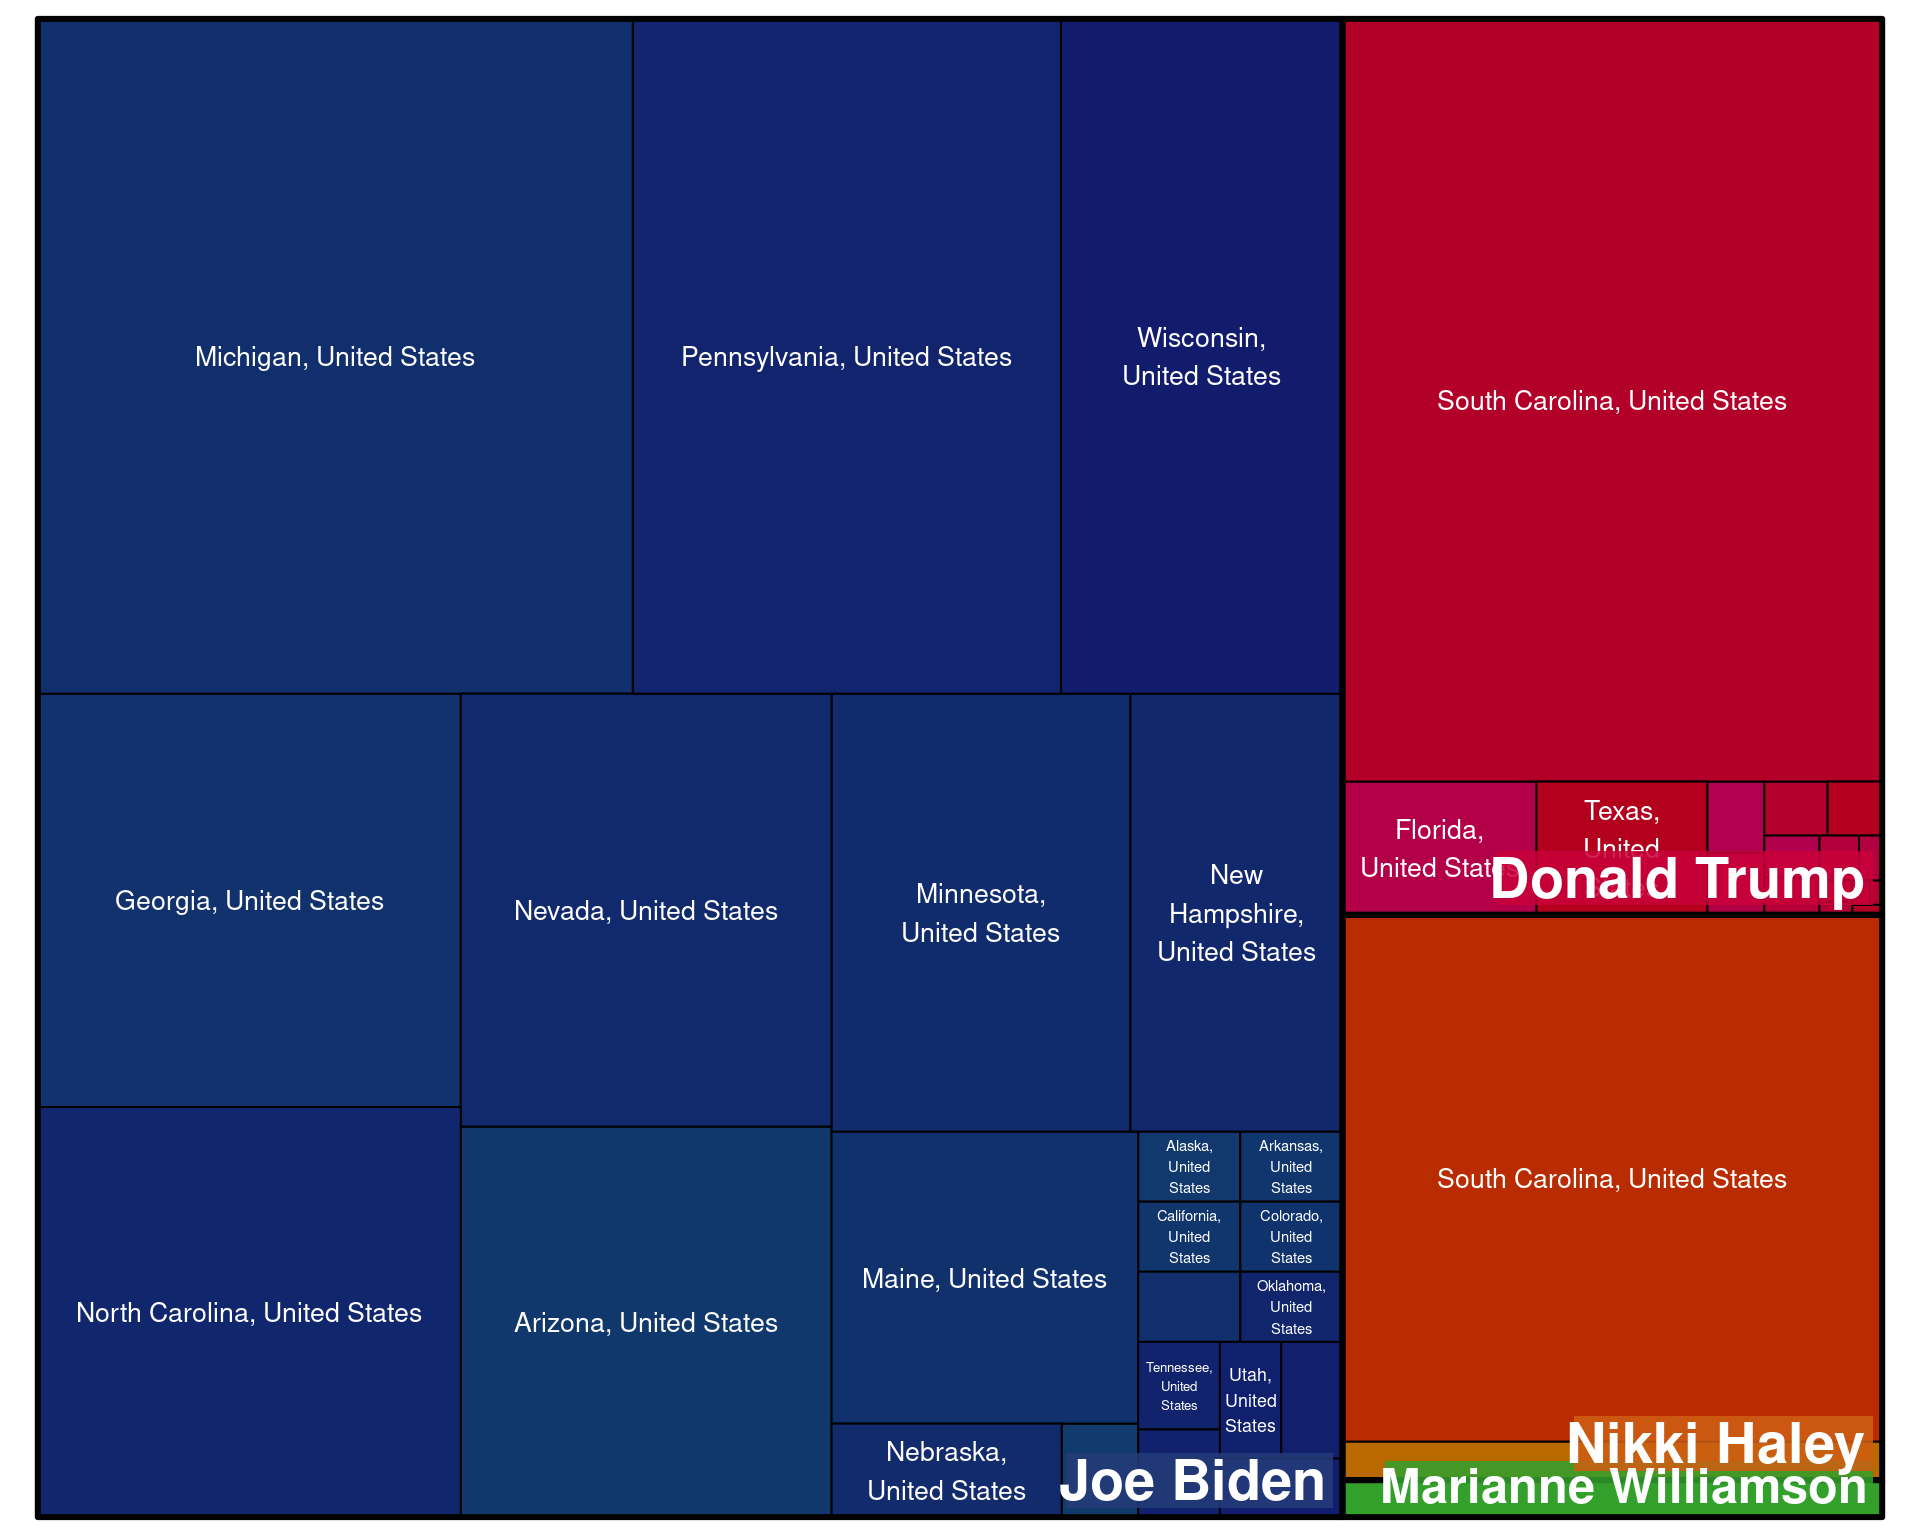 Michigan, United States
Pennsylvania, United States
Wisconsin,
United States
Georgia, United States
Nevada, United States
Minnesota,
United States
New
Hampshire,
United States
North Carolina, United States
Arizona, United States
Maine, United States
Alaska,
United
States
Arkansas,
United
States
California,
United
States
Colorado,
United
States
Oklahoma,
United
States
Tennessee,
United
States
Utah,
United
States
Nebraska,
United States
Joe Biden
South Carolina, United States
Florida,
United States
Texas,
United
Donald Trump
South Carolina, United States
Nikki Haley
Marianne Williamson